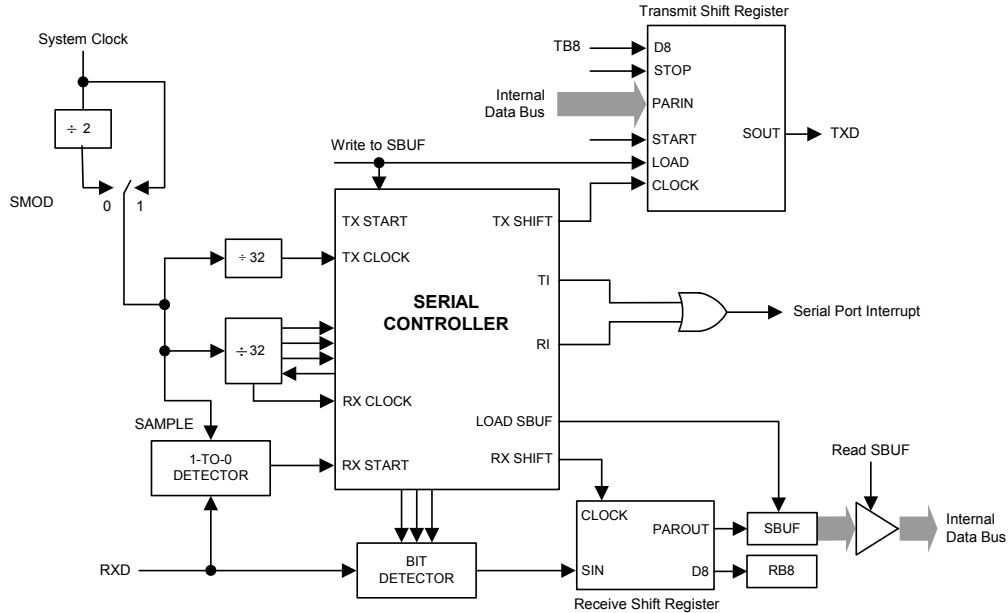 Transmit Shift Register
System Clock
TB8
D8
STOP
Internal
Data Bus
PARIN
÷ 2
START
SOUT
TXD
Write to SBUF
LOAD
CLOCK
SMOD
0
1
TX START
TX SHIFT
÷ 32
TX CLOCK
TI
SERIAL
CONTROLLER
Serial Port Interrupt
÷ 32
RI
RX CLOCK
SAMPLE
LOAD SBUF
1-TO-0
DETECTOR
RX START
RX SHIFT
Read SBUF
CLOCK
PAROUT
SBUF
Internal
Data Bus
RXD
BIT
DETECTOR
SIN
D8
RB8
Receive Shift Register